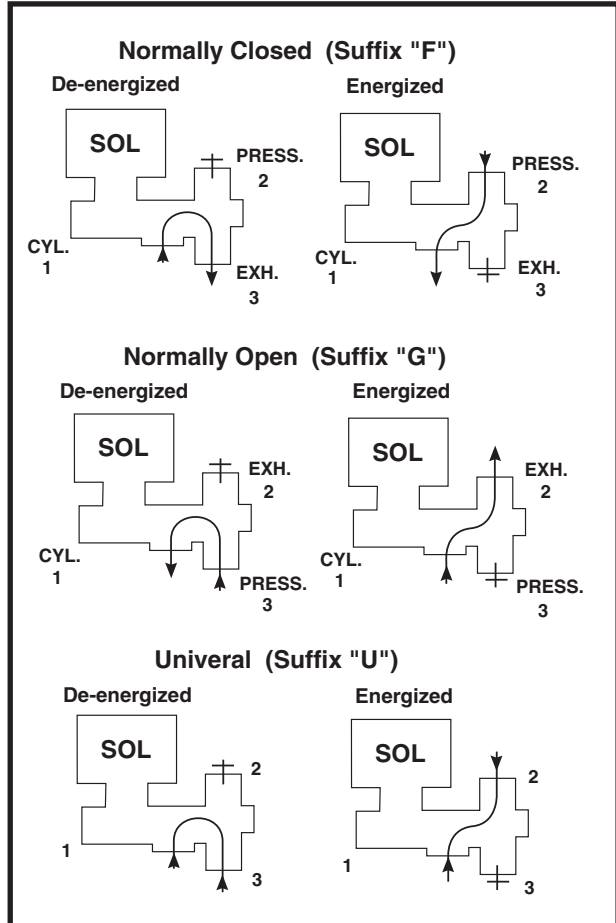 Normally Closed (Suffix "F")
De-energized
Energized
SOL
PRESS.
2
CYL.
1
EXH.
3
SOL
PRESS.
2
CYL.
1
EXH.
3
Normally Open (Suffix "G")
De-energized
Energized
SOL
EXH.
2
CYL.
1
PRESS.
3
SOL
EXH.
2
CYL.
1
PRESS.
3
Univeral (Suffix "U")
De-energized
Energized
SOL
2
1
3
SOL
2
1
3